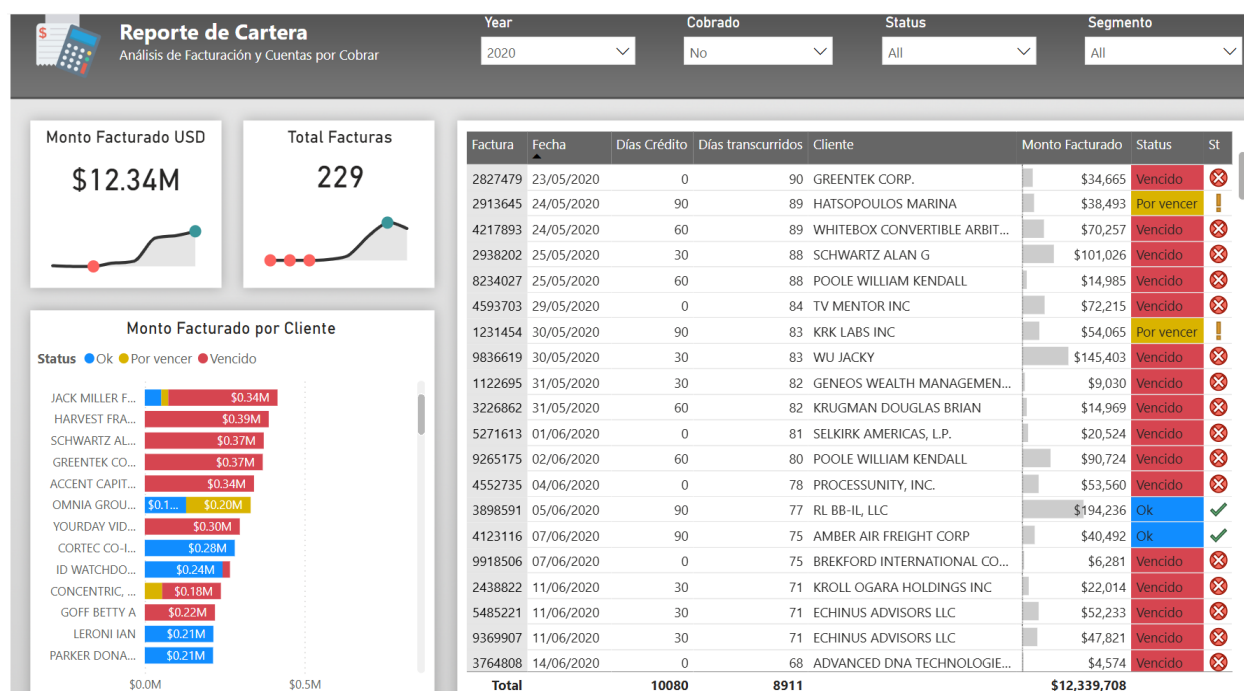 Reporte de Cartera
Análisis de Facturación y Cuentas por Cobrar
Year
2020
Cobrado
No
Status
All
Segmento
All
Monto Facturado USD
$12.34M
Total Facturas
229
Monto Facturado por Cliente
Status Ok Por vencer Vencido
JACK MILLER F... $0.34M
HARVEST FRA... $0.39M
SCHWARTZ AL... $0.37M
GREENTEK CO... $0.37M
ACCENT CAPIT... $0.34M
OMNIA GROU... $0.1... $0.20M
YOURDAY VID... $0.30M
CORTEC CO-I... $0.28M
ID WATCHDO... $0.24M
CONCENTRIC, ... $0.18M
GOFF BETTY A $0.22M
LERONI IAN $0.21M
PARKER DONA... $0.21M
$0.0M $0.5M
Factura Fecha Días Crédito Días transcurridos Cliente Monto Facturado Status St
2827479 23/05/2020 0 90 GREENTEK CORP. $34,665 Vencido
2913645 24/05/2020 90 89 HATSOPOULOS MARINA $38,493 Por vencer
4217893 24/05/2020 60 89 WHITEBOX CONVERTIBLE ARBIT... $70,257 Vencido
2938202 25/05/2020 30 88 SCHWARTZ ALAN G $101,026 Vencido
8234027 25/05/2020 60 88 POOLE WILLIAM KENDALL $14,985 Vencido
4593703 29/05/2020 0 84 TV MENTOR INC $72,215 Vencido
1231454 30/05/2020 90 83 KRK LABS INC $54,065 Por vencer
9836619 30/05/2020 30 83 WU JACKY $145,403 Vencido
1122695 31/05/2020 30 82 GENEOS WEALTH MANAGEMEN... $9,030 Vencido
3226862 31/05/2020 60 82 KRUGMAN DOUGLAS BRIAN $14,969 Vencido
5271613 01/06/2020 0 81 SELKIRK AMERICAS, L.P. $20,524 Vencido
9265175 02/06/2020 60 80 POOLE WILLIAM KENDALL $90,724 Vencido
4552735 04/06/2020 0 78 PROCESSUNITY, INC. $53,560 Vencido
3898591 05/06/2020 90 77 RL BB-IL, LLC $194,236 Ok
4123116 07/06/2020 90 75 AMBER AIR FREIGHT CORP $40,492 Ok
9918506 07/06/2020 0 75 BREKFORD INTERNATIONAL CO... $6,281 Vencido
2438822 11/06/2020 30 71 KROLL OGARA HOLDINGS INC $22,014 Vencido
5485221 11/06/2020 30 71 ECHINUS ADVISORS LLC $52,233 Vencido
9369907 11/06/2020 30 71 ECHINUS ADVISORS LLC $47,821 Vencido
3764808 14/06/2020 0 68 ADVANCED DNA TECHNOLOGIE... $4,574 Vencido
Total 10080 8911 $12,339,708